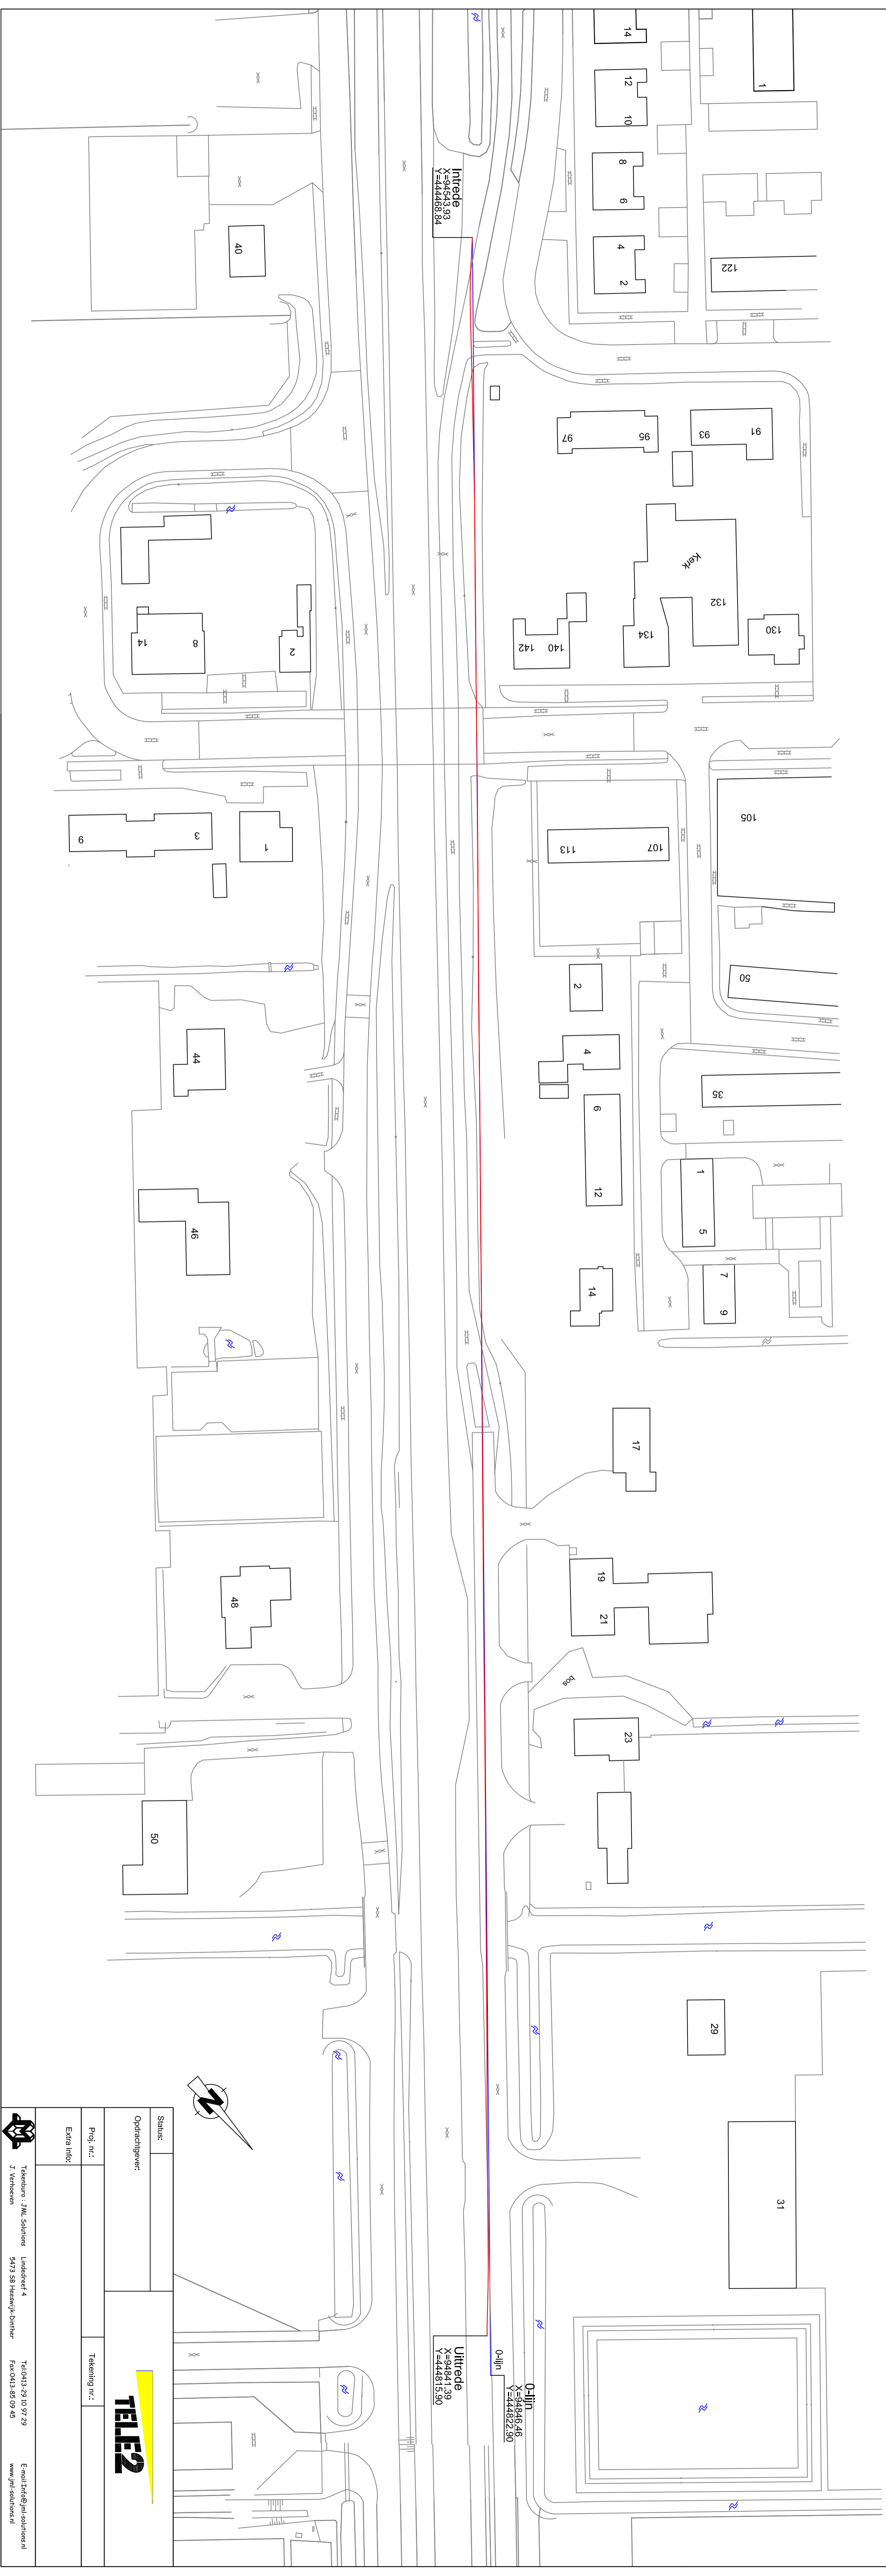 14
12
10
8
6
4
2
1
122
Intrede
X=94543.93
Y=444468.84
40
97
95
93
91
Kerk
132
134
130
142
140
14
8
2
105
113
107
9
3
1
50
2
4
6
12
35
1
5
7
9
14
44
46
17
19
21
48
bos
23
50
29
31
N
Uittrede
X=94841.39
Y=444815.90
0-lijn
0-lijn
X=94846.46
Y=444822.90
Status:
Opdrachtgever:
TELE2
Proj. nr.:
Tekening nr.:
Extra info:
Tekenburo : JML Solutions Lindedreef 4 Tel:0413-29 10 97 29 E-mail:Info@jml-solutions.nl
J. Verhoeven 5473 SB Heeswijk-Dinther Fax:0413-85 09 45 www.jml-solutions.nl